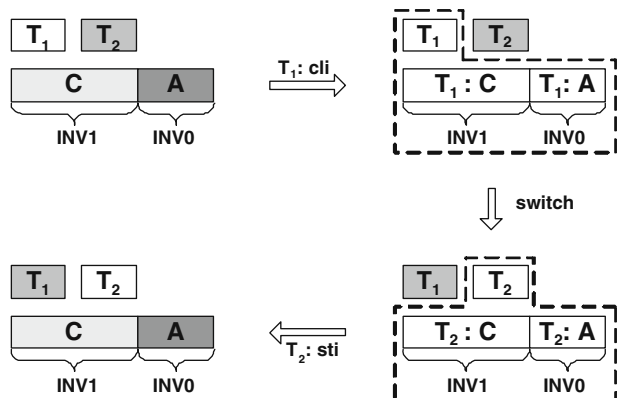 T₁ T₂
C A
INV1 INV0
T₁: cli
T₁ T₂
T₁ : C T₁: A
INV1 INV0
switch
T₁ T₂
C A
INV1 INV0
T₂: sti
T₁ T₂
T₂ : C T₂: A
INV1 INV0